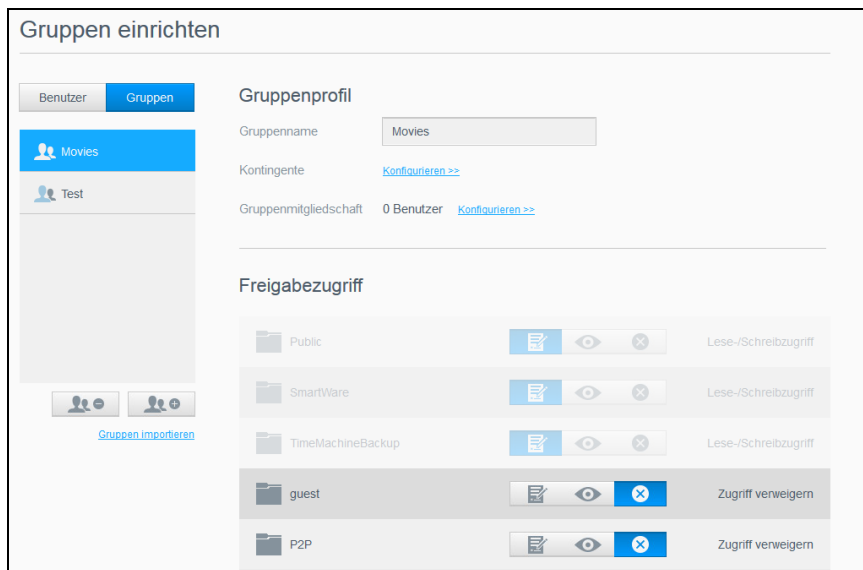 Gruppen einrichten
Benutzer
Gruppen
Movies
Test
Gruppen importieren
Gruppenprofil
Gruppenname Movies
Kontingente Konfigurieren >>
Gruppenmitgliedschaft 0 Benutzer Konfigurieren >>
Freigabezugriff
Public Lese-/Schreibzugriff
SmartWare Lese-/Schreibzugriff
TimeMachineBackup Lese-/Schreibzugriff
guest Zugriff verweigern
P2P Zugriff verweigern